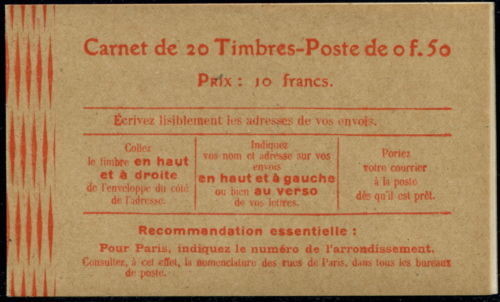 Carnet de 20 Timbres-Poste de 0 f. 50
Prix : 10 francs.
Écrivez lisiblement les adresses de vos envois.
Collez
le timbre en haut
et à droite
de l'enveloppe du côté
de l'adresse.
Indiquez
vos nom et adresse sur vos
envois
en haut et à gauche
ou bien au verso
de vos lettres.
Portez
votre courrier
à la poste
dès qu'il est prêt.
Recommandation essentielle :
Pour Paris, indiquez le numéro de l'arrondissement.
Consultez, à cet effet, la nomenclature des rues de Paris, dans tous les bureaux
de poste.